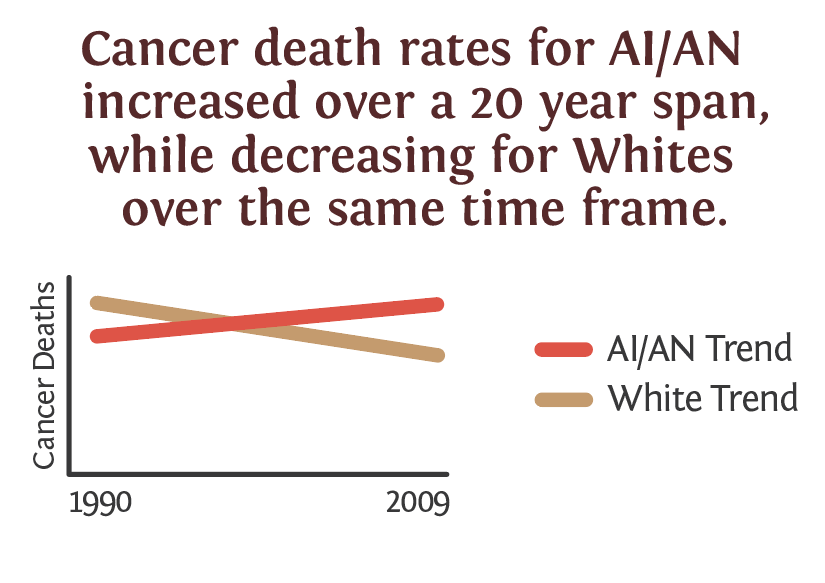 Cancer death rates for AI/AN
increased over a 20 year span,
while decreasing for Whites
over the same time frame.
Cancer Deaths
AI/AN Trend
White Trend
1990
2009